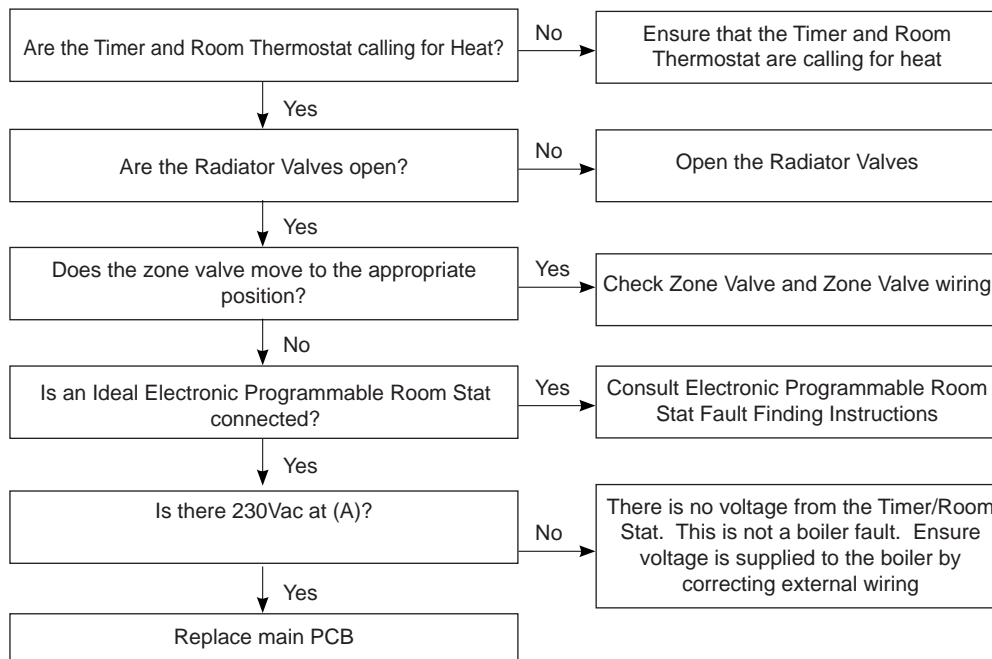 Are the Timer and Room Thermostat calling for Heat?
No
Ensure that the Timer and Room
Thermostat are calling for heat
Yes
Are the Radiator Valves open?
No
Open the Radiator Valves
Yes
Does the zone valve move to the appropriate
position?
Yes
Check Zone Valve and Zone Valve wiring
No
Is an Ideal Electronic Programmable Room Stat
connected?
Yes
Consult Electronic Programmable Room
Stat Fault Finding Instructions
Yes
Is there 230Vac at (A)?
No
There is no voltage from the Timer/Room
Stat. This is not a boiler fault. Ensure
voltage is supplied to the boiler by
correcting external wiring
Yes
Replace main PCB